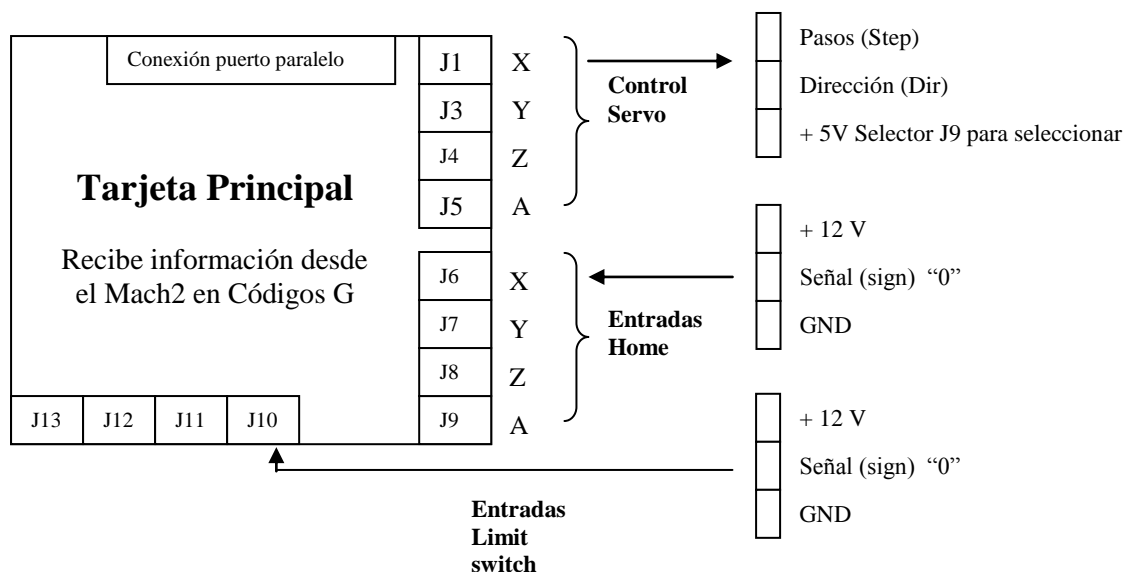 Conexión puerto paralelo
Tarjeta Principal
Recibe información desde
el Mach2 en Códigos G
J1 X
J3 Y
J4 Z
J5 A
J6 X
J7 Y
J8 Z
J9 A
J13 J12 J11 J10
Control
Servo
Entradas
Home
Entradas
Limit
switch
Pasos (Step)
Dirección (Dir)
+ 5V Selector J9 para seleccionar
+ 12 V
Señal (sign) “0”
GND
+ 12 V
Señal (sign) “0”
GND